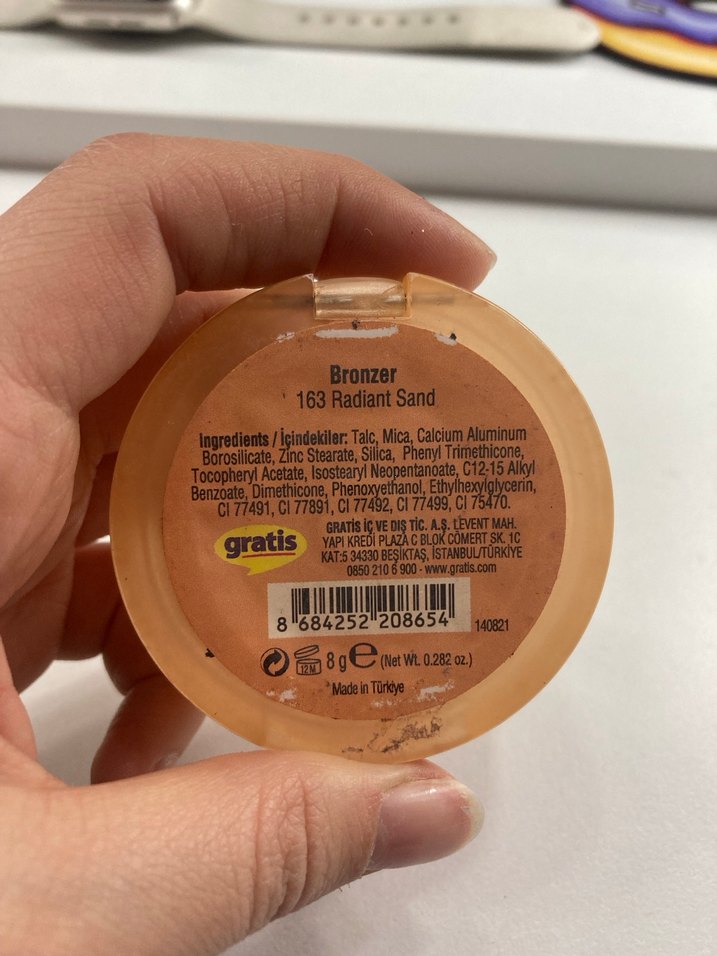 Bronzer
163 Radiant Sand
Ingredients / İçindekiler: Talc, Mica, Calcium Aluminum
Borosilicate, Zinc Stearate, Silica, Phenyl Trimethicone,
Tocopheryl Acetate, Isostearyl Neopentanoate, C12-15 Alkyl
Benzoate, Dimethicone, Phenoxyethanol, Ethylhexylglycerin,
CI 77491, CI 77891, CI 77492, CI 77499, CI 75470.
gratis
GRATİS İÇ VE DIŞ TİC. A.Ş. LEVENT MAH.
YAPI KREDİ PLAZA C BLOK CÖMERT SK. 1C
KAT:5 34330 BEŞİKTAŞ, İSTANBUL/TÜRKİYE
0850 210 6 900 - www.gratis.com
8 684252 208654
140821
12M 8 g e (Net Wt. 0.282 oz.)
Made in Türkiye